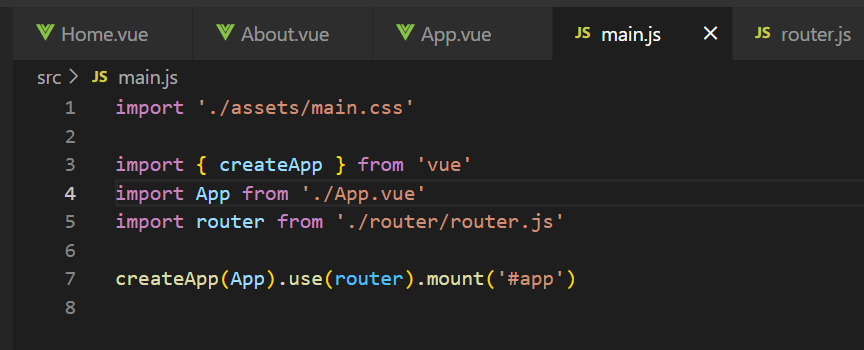 Home.vue About.vue App.vue JS main.js × JS router.js
src > JS main.js
1 import './assets/main.css'
2
3 import { createApp } from 'vue'
4 import App from './App.vue'
5 import router from './router/router.js'
6
7 createApp(App).use(router).mount('#app')
8